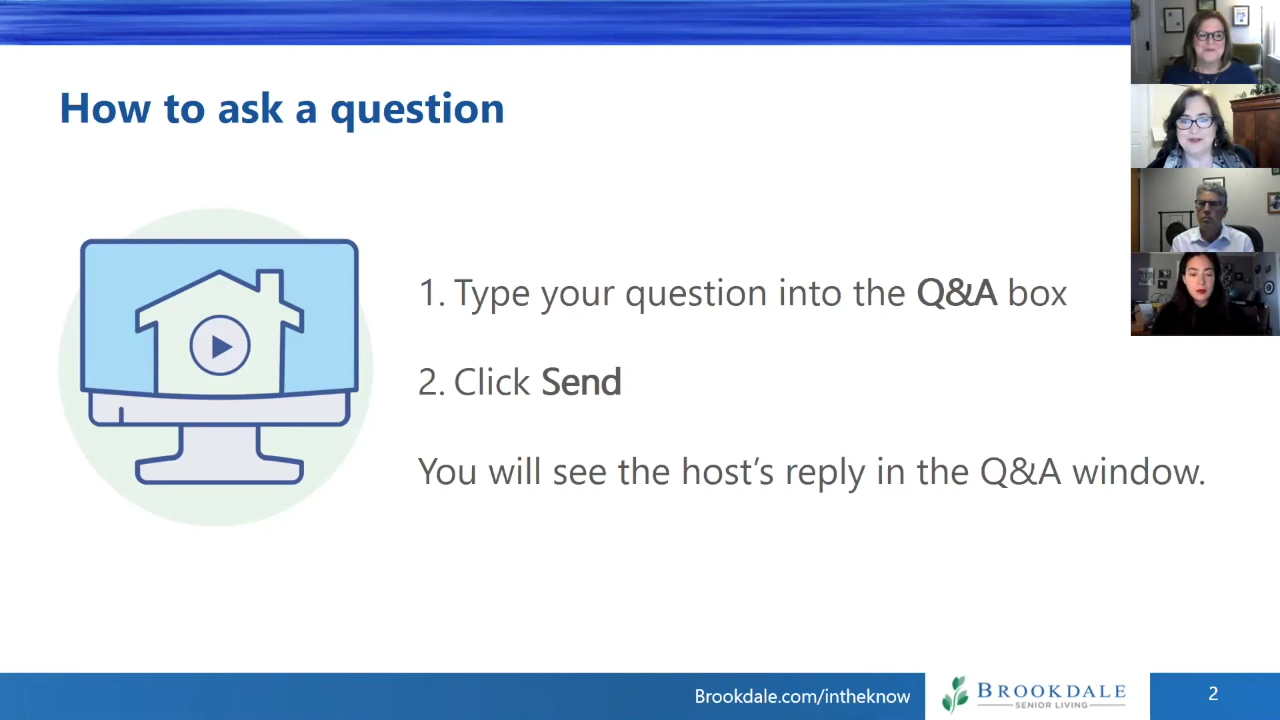 How to ask a question
1. Type your question into the Q&A box
2. Click Send
You will see the host’s reply in the Q&A window.
Brookdale.com/intheknow
BROOKDALE
SENIOR LIVING
2